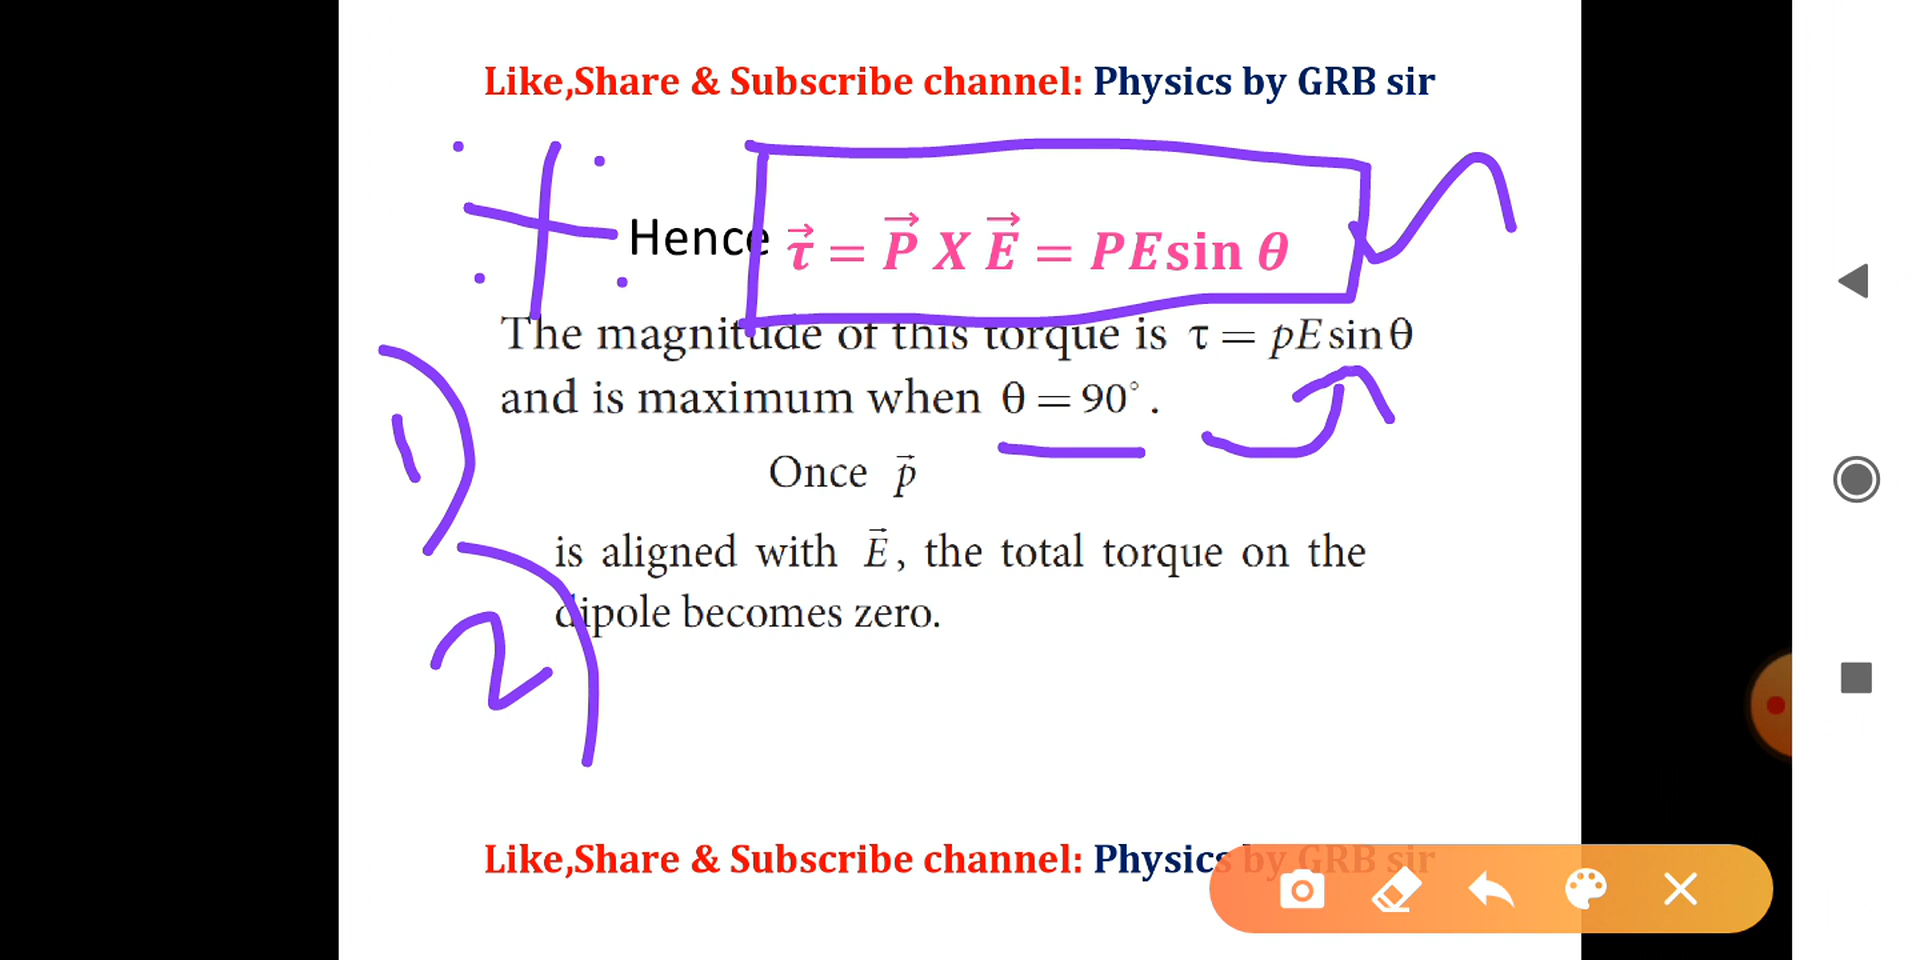 Like,Share & Subscribe channel: Physics by GRB sir
Hence τ⃗ = P⃗ X E⃗ = PEsin θ
The magnitude of this torque is τ = pE sin θ
and is maximum when θ = 90° .
1)
Once p⃗
is aligned with E⃗, the total torque on the
dipole becomes zero.
2)
Like,Share & Subscribe channel: Physics by GRB sir